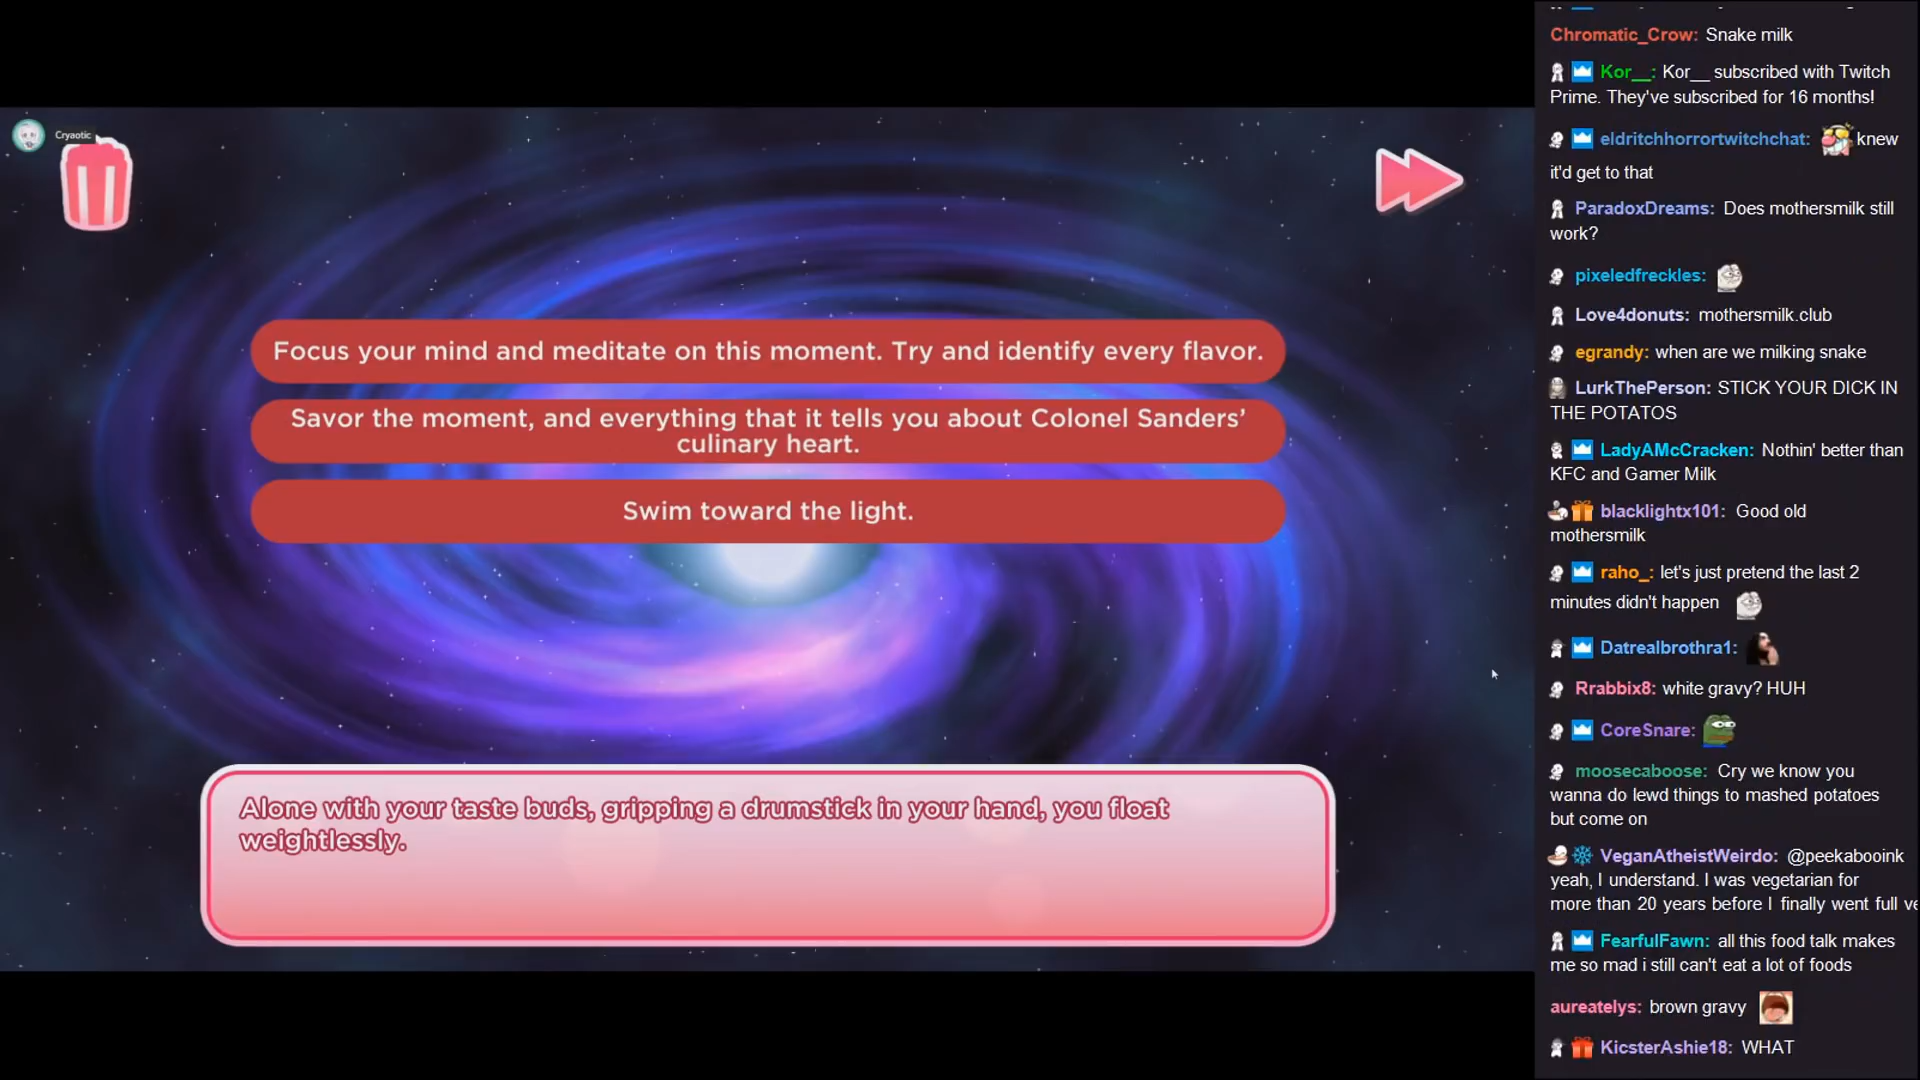 Cryaotic
Focus your mind and meditate on this moment. Try and identify every flavor.
Savor the moment, and everything that it tells you about Colonel Sanders’
culinary heart.
Swim toward the light.
Alone with your taste buds, gripping a drumstick in your hand, you float
weightlessly.
Chromatic_Crow: Snake milk
Kor__: Kor__ subscribed with Twitch
Prime. They've subscribed for 16 months!
eldritchhorrortwitchchat: knew
it'd get to that
ParadoxDreams: Does mothersmilk still
work?
pixeledfreckles:
Love4donuts: mothersmilk.club
egrandy: when are we milking snake
LurkThePerson: STICK YOUR DICK IN
THE POTATOS
LadyAMcCracken: Nothin' better than
KFC and Gamer Milk
blacklightx101: Good old
mothersmilk
raho_: let's just pretend the last 2
minutes didn't happen
Datrealbrothra1:
Rrabbix8: white gravy? HUH
CoreSnare:
moosecaboose: Cry we know you
wanna do lewd things to mashed potatoes
but come on
VeganAtheistWeirdo: @peekabooink
yeah, I understand. I was vegetarian for
more than 20 years before I finally went full ve
FearfulFawn: all this food talk makes
me so mad i still can't eat a lot of foods
aureatelys: brown gravy
KicsterAshie18: WHAT